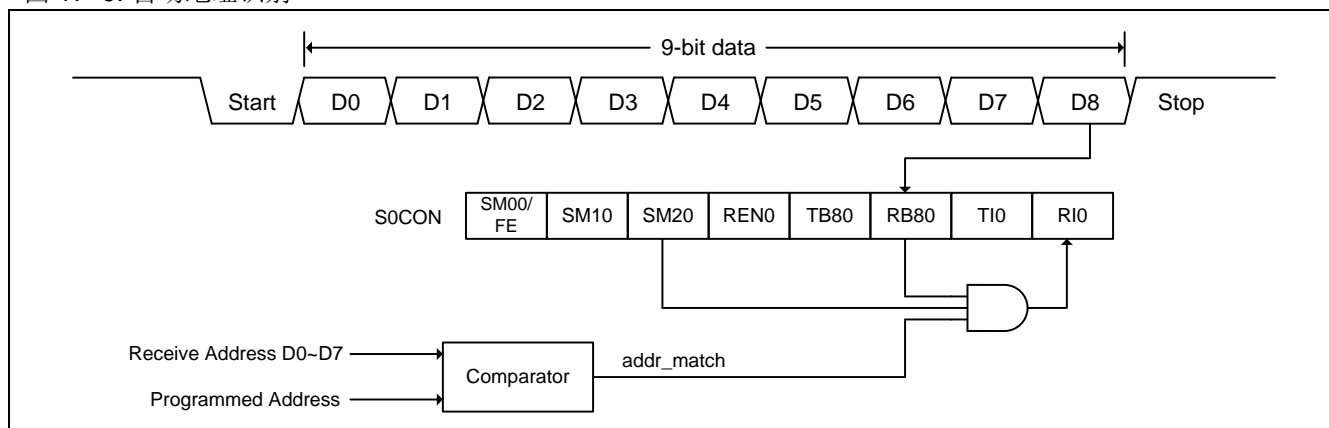 9-bit data
Start D0 D1 D2 D3 D4 D5 D6 D7 D8 Stop
S0CON SM00/FE SM10 SM20 REN0 TB80 RB80 TI0 RI0
Receive Address D0~D7
addr_match
Comparator
Programmed Address